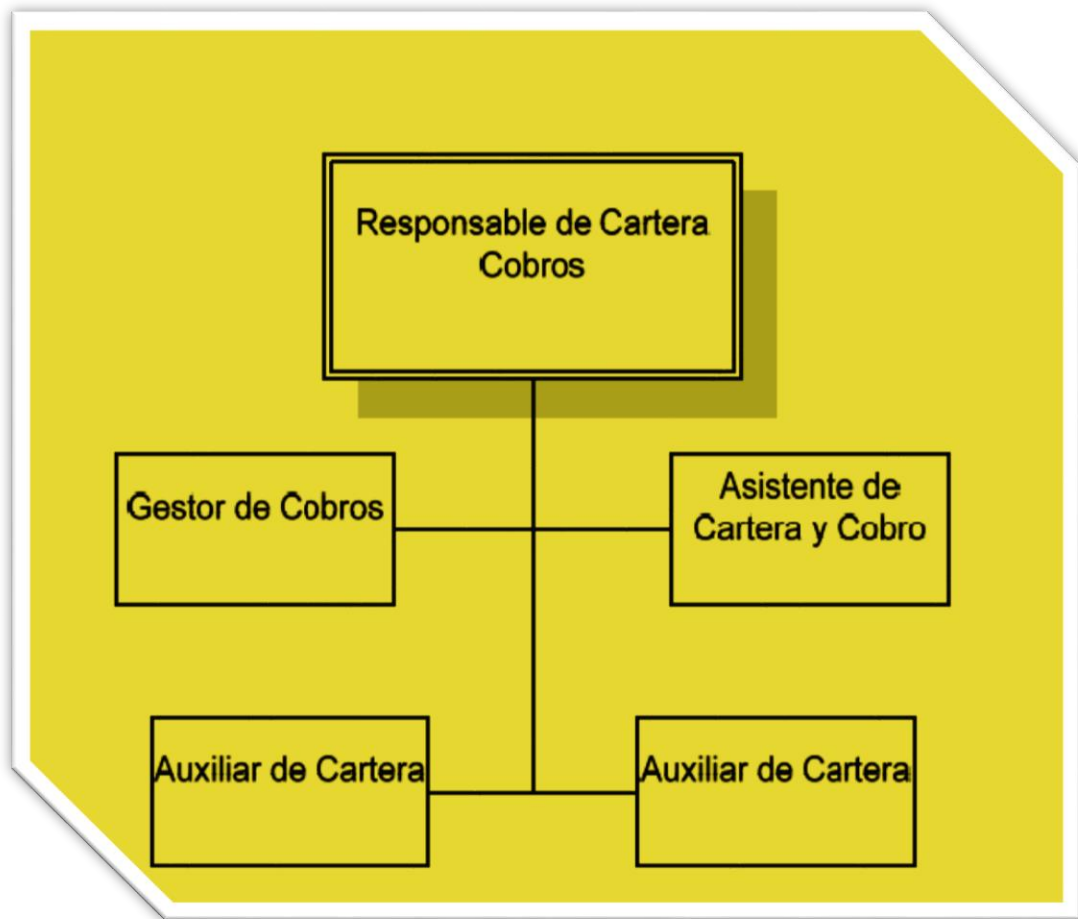 Responsable de Cartera
Cobros
Gestor de Cobros
Asistente de
Cartera y Cobro
Auxiliar de Cartera
Auxiliar de Cartera